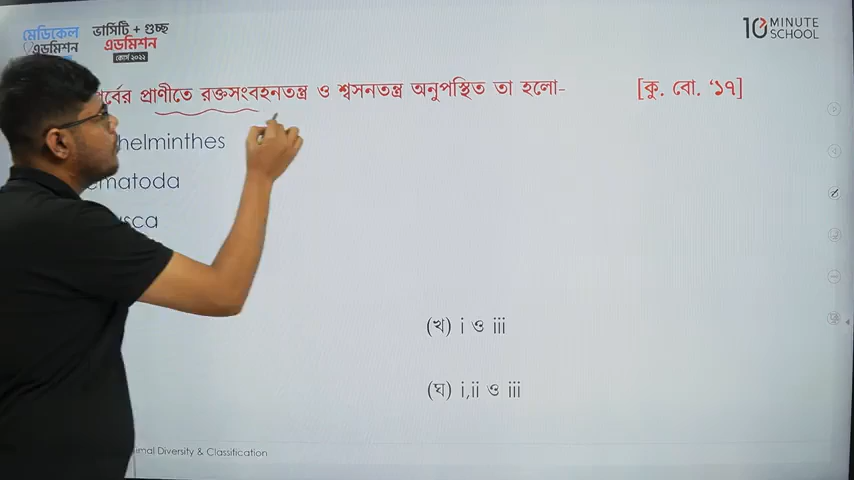 মেডিকেল
এডমিশন
ভার্সিটি + গুচ্ছ
এডমিশন
কোর্স ২০২২
10 MINUTE SCHOOL
প্রাণীতে রক্তসংবহনতন্ত্র ও শ্বসনতন্ত্র অনুপস্থিত তা হলো- [কু. বো. ‘১৭]
helminthes
matoda
sca
(খ) i ও iii
(ঘ) i,ii ও iii
imal Diversity & Classification